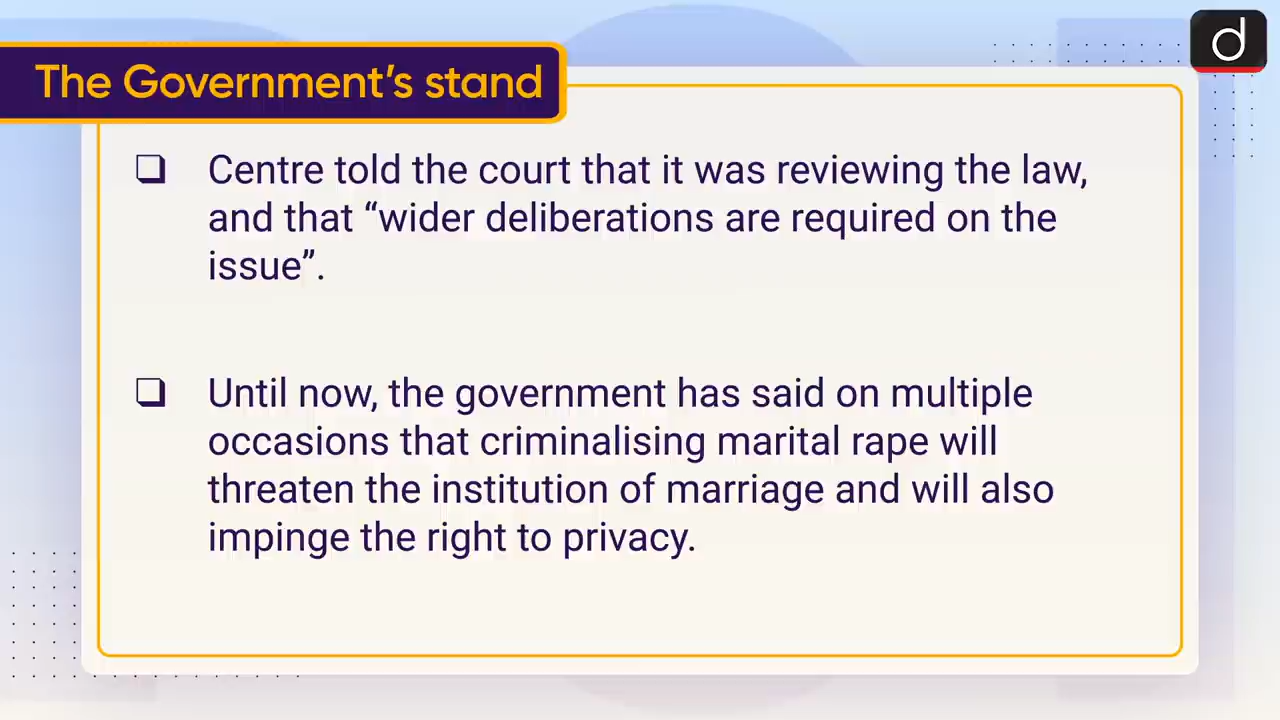 d
The Government’s stand
❑ Centre told the court that it was reviewing the law,
and that “wider deliberations are required on the
issue”.
❑ Until now, the government has said on multiple
occasions that criminalising marital rape will
threaten the institution of marriage and will also
impinge the right to privacy.